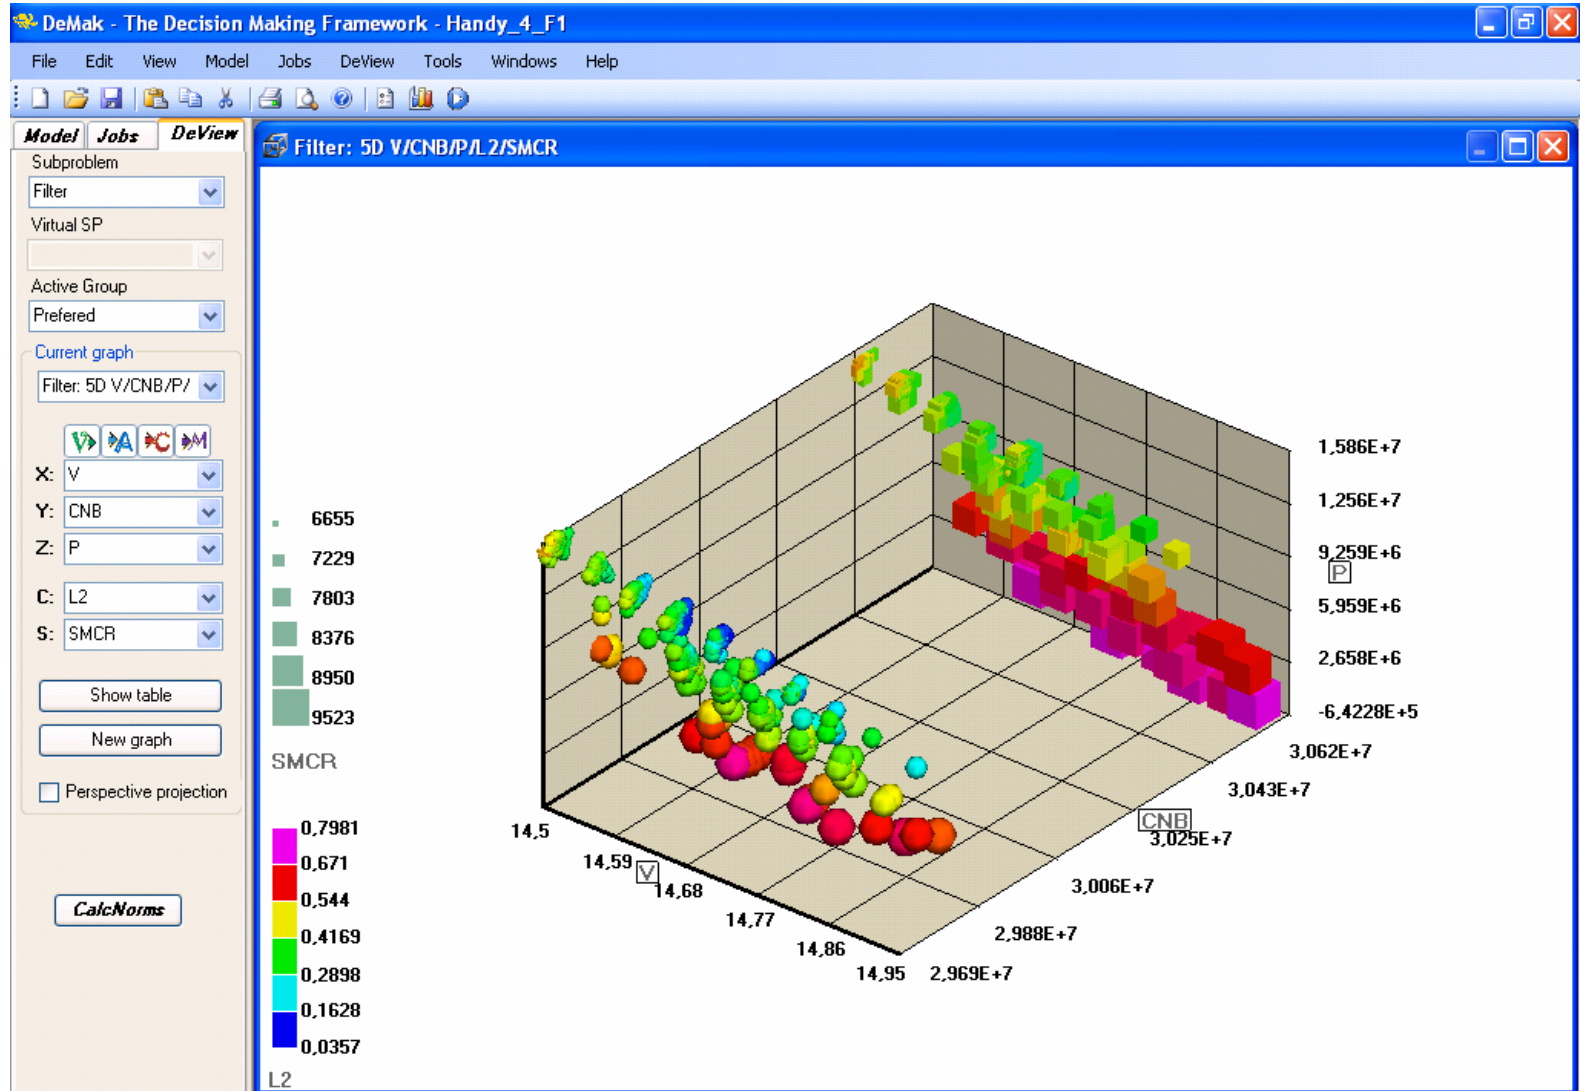 DeMak - The Decision Making Framework - Handy_4_F1
File Edit View Model Jobs DeView Tools Windows Help
Model Jobs DeView
Subproblem
Filter
Virtual SP
Active Group
Prefered
Current graph
Filter: 5D V/CNB/P/
V A C M
X: V
Y: CNB
Z: P
C: L2
S: SMCR
Show table
New graph
Perspective projection
CalcNorms
Filter: 5D V/CNB/P/L2/SMCR
6655
7229
7803
8376
8950
9523
SMCR
0,7981
0,671
0,544
0,4169
0,2898
0,1628
0,0357
L2
14,5
14,59
V
14,68
14,77
14,86
14,95
2,969E+7
2,988E+7
3,006E+7
CNB
3,025E+7
3,043E+7
3,062E+7
1,586E+7
1,256E+7
9,259E+6
P
5,959E+6
2,658E+6
-6,4228E+5